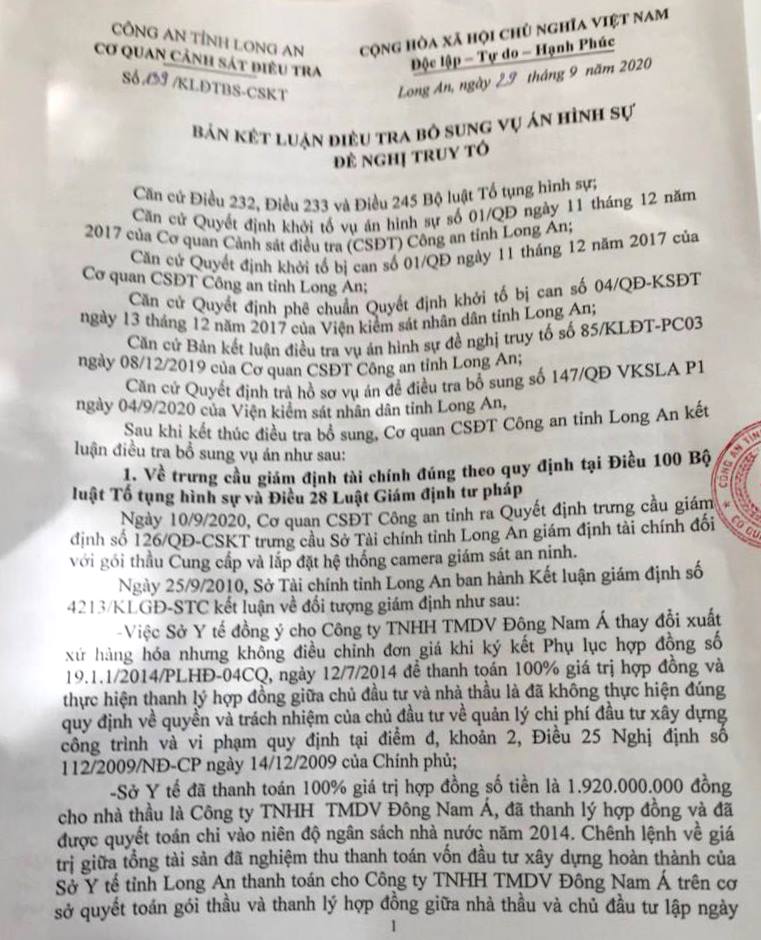 CÔNG AN TỈNH LONG AN
CƠ QUAN CẢNH SÁT ĐIỀU TRA
Số /KLĐTBS-CSKT
CỘNG HÒA XÃ HỘI CHỦ NGHĨA VIỆT NAM
Độc lập – Tự do – Hạnh Phúc
Long An, ngày 29 tháng 9 năm 2020
BẢN KẾT LUẬN ĐIỀU TRA BỔ SUNG VỤ ÁN HÌNH SỰ
ĐỀ NGHỊ TRUY TỐ
Căn cứ Điều 232, Điều 233 và Điều 245 Bộ luật Tố tụng hình sự;
Căn cứ Quyết định khởi tố vụ án hình sự số 01/QĐ ngày 11 tháng 12 năm
2017 của Cơ quan Cảnh sát điều tra (CSĐT) Công an tỉnh Long An;
Căn cứ Quyết định khởi tố bị can số 01/QĐ ngày 11 tháng 12 năm 2017 của
Cơ quan CSĐT Công an tỉnh Long An;
Căn cứ Quyết định phê chuẩn Quyết định khởi tố bị can số 04/QĐ-KSĐT
ngày 13 tháng 12 năm 2017 của Viện kiểm sát nhân dân tỉnh Long An;
Căn cứ Bản kết luận điều tra vụ án hình sự đề nghị truy tố số 85/KLĐT-PC03
ngày 08/12/2019 của Cơ quan CSĐT Công an tỉnh Long An;
Căn cứ Quyết định trả hồ sơ vụ án để điều tra bổ sung số 147/QĐ VKSLA P1
ngày 04/9/2020 của Viện kiểm sát nhân dân tỉnh Long An,
Sau khi kết thúc điều tra bổ sung, Cơ quan CSĐT Công an tỉnh Long An kết
luận điều tra bổ sung vụ án như sau:
1. Về trưng cầu giám định tài chính đúng theo quy định tại Điều 100 Bộ
luật Tố tụng hình sự và Điều 28 Luật Giám định tư pháp
Ngày 10/9/2020, Cơ quan CSĐT Công an tỉnh ra Quyết định trưng cầu giám
định số 126/QĐ-CSKT trưng cầu Sở Tài chính tỉnh Long An giám định tài chính đối
với gói thầu Cung cấp và lắp đặt hệ thống camera giám sát an ninh.
Ngày 25/9/2010, Sở Tài chính tỉnh Long An ban hành Kết luận giám định số
4213/KLGĐ-STC kết luận về đối tượng giám định như sau:
-Việc Sở Y tế đồng ý cho Công ty TNHH TMDV Đông Nam Á thay đổi xuất
xứ hàng hóa nhưng không điều chỉnh đơn giá khi ký kết Phụ lục hợp đồng số
19.1.1/2014/PLHĐ-04CQ, ngày 12/7/2014 để thanh toán 100% giá trị hợp đồng và
thực hiện thanh lý hợp đồng giữa chủ đầu tư và nhà thầu là đã không thực hiện đúng
quy định về quyền và trách nhiệm của chủ đầu tư về quản lý chi phí đầu tư xây dựng
công trình và vi phạm quy định tại điểm đ, khoản 2, Điều 25 Nghị định số
112/2009/NĐ-CP ngày 14/12/2009 của Chính phủ;
-Sở Y tế đã thanh toán 100% giá trị hợp đồng số tiền là 1.920.000.000 đồng
cho nhà thầu là Công ty TNHH TMDV Đông Nam Á, đã thanh lý hợp đồng và đã
được quyết toán chi vào niên độ ngân sách nhà nước năm 2014. Chênh lệnh về giá
trị giữa tổng tài sản đã nghiệm thu thanh toán vốn đầu tư xây dựng hoàn thành của
Sở Y tế tỉnh Long An thanh toán cho Công ty TNHH TMDV Đông Nam Á trên cơ
sở quyết toán gói thầu và thanh lý hợp đồng giữa nhà thầu và chủ đầu tư lập ngày
1
CÔNG AN TỈN